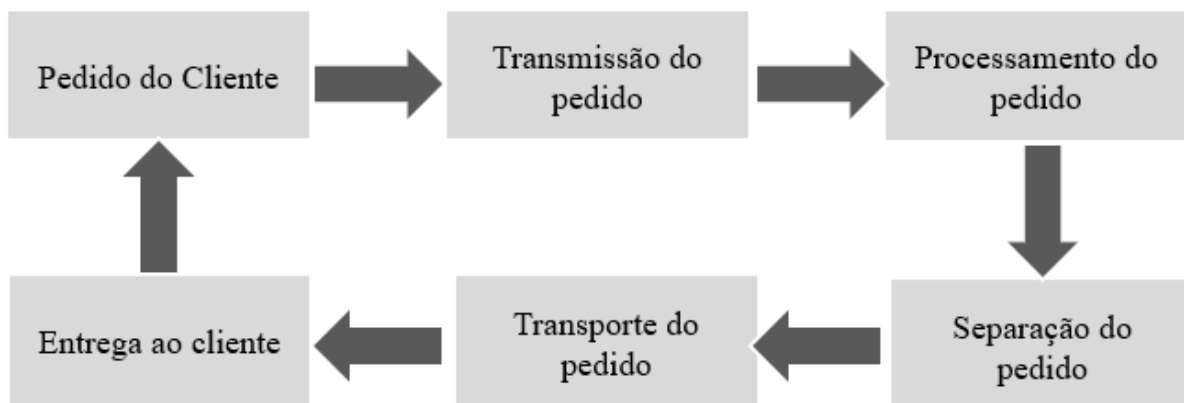 Pedido do Cliente
Transmissão do
pedido
Processamento do
pedido
Separação do
pedido
Transporte do
pedido
Entrega ao cliente